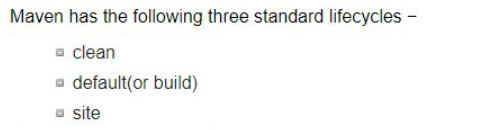 Maven has the following three standard lifecycles −
clean
default(or build)
site